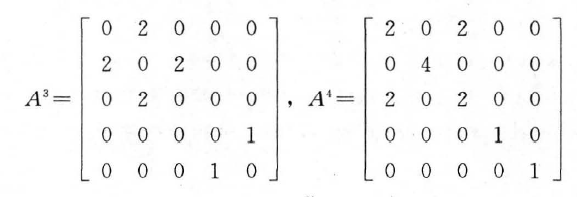 A³= [ 0 2 0 0 0 ] , A⁴= [ 2 0 2 0 0 ]
[ 2 0 2 0 0 ] [ 0 4 0 0 0 ]
[ 0 2 0 0 0 ] [ 2 0 2 0 0 ]
[ 0 0 0 0 1 ] [ 0 0 0 1 0 ]
[ 0 0 0 1 0 ] [ 0 0 0 0 1 ]